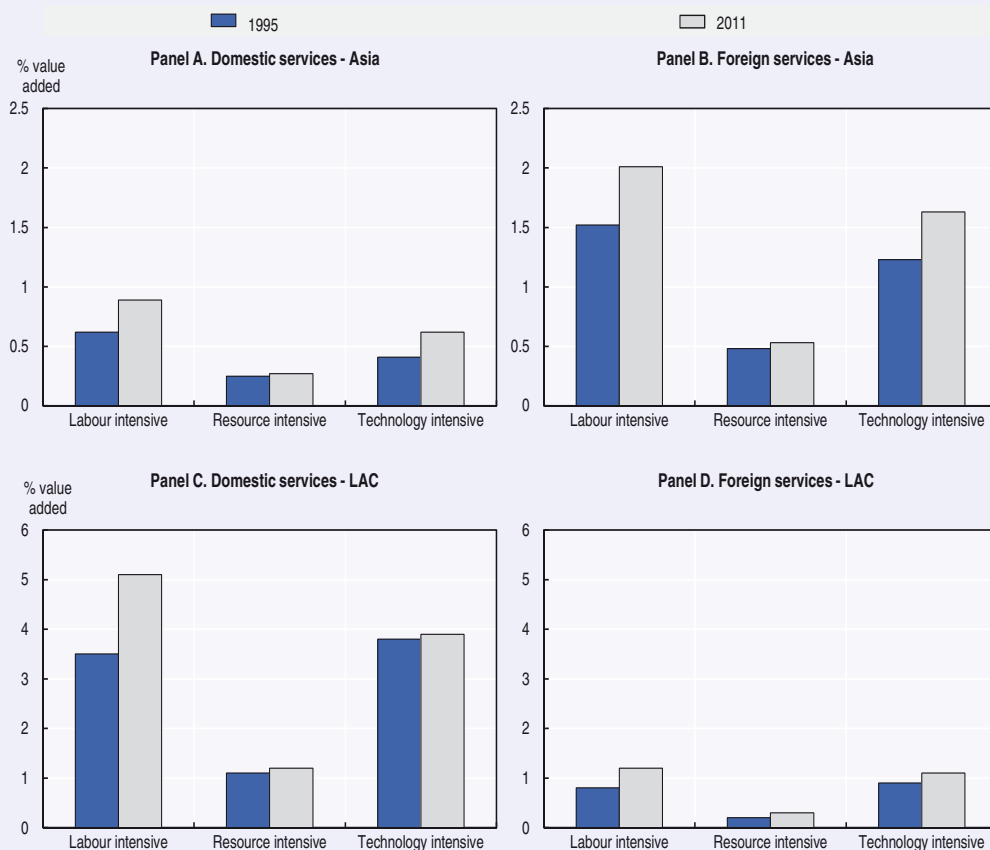 1995
2011
Panel A. Domestic services - Asia
% value
added
2.5
2
1.5
1
0.5
0
Labour intensive
Resource intensive
Technology intensive
Panel B. Foreign services - Asia
2.5
2
1.5
1
0.5
0
Labour intensive
Resource intensive
Technology intensive
Panel C. Domestic services - LAC
% value
added
6
5
4
3
2
1
0
Labour intensive
Resource intensive
Technology intensive
Panel D. Foreign services - LAC
6
5
4
3
2
1
0
Labour intensive
Resource intensive
Technology intensive